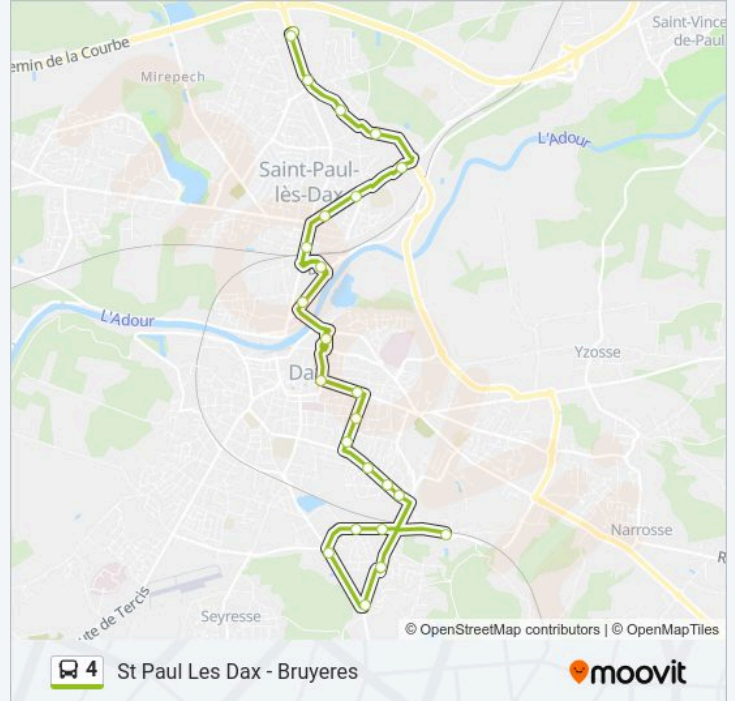 Saint-Vince
de-Paul
emin de la Courbe
Mirepech
L'Adour
Saint-Paul-
lès-Dax
L'Adour
Yzosse
Da
Narrosse
R
ute de Tercis
Seyresse
© OpenStreetMap contributors | © OpenMapTiles
4 St Paul Les Dax - Bruyeres
moovit